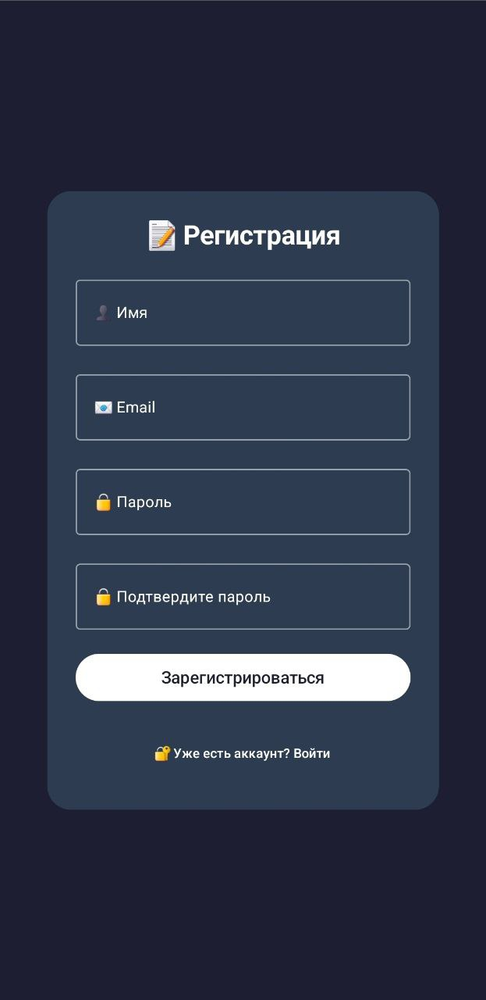 📝 Регистрация
👤 Имя
📧 Email
🔒 Пароль
🔒 Подтвердите пароль
Зарегистрироваться
🔐 Уже есть аккаунт? Войти